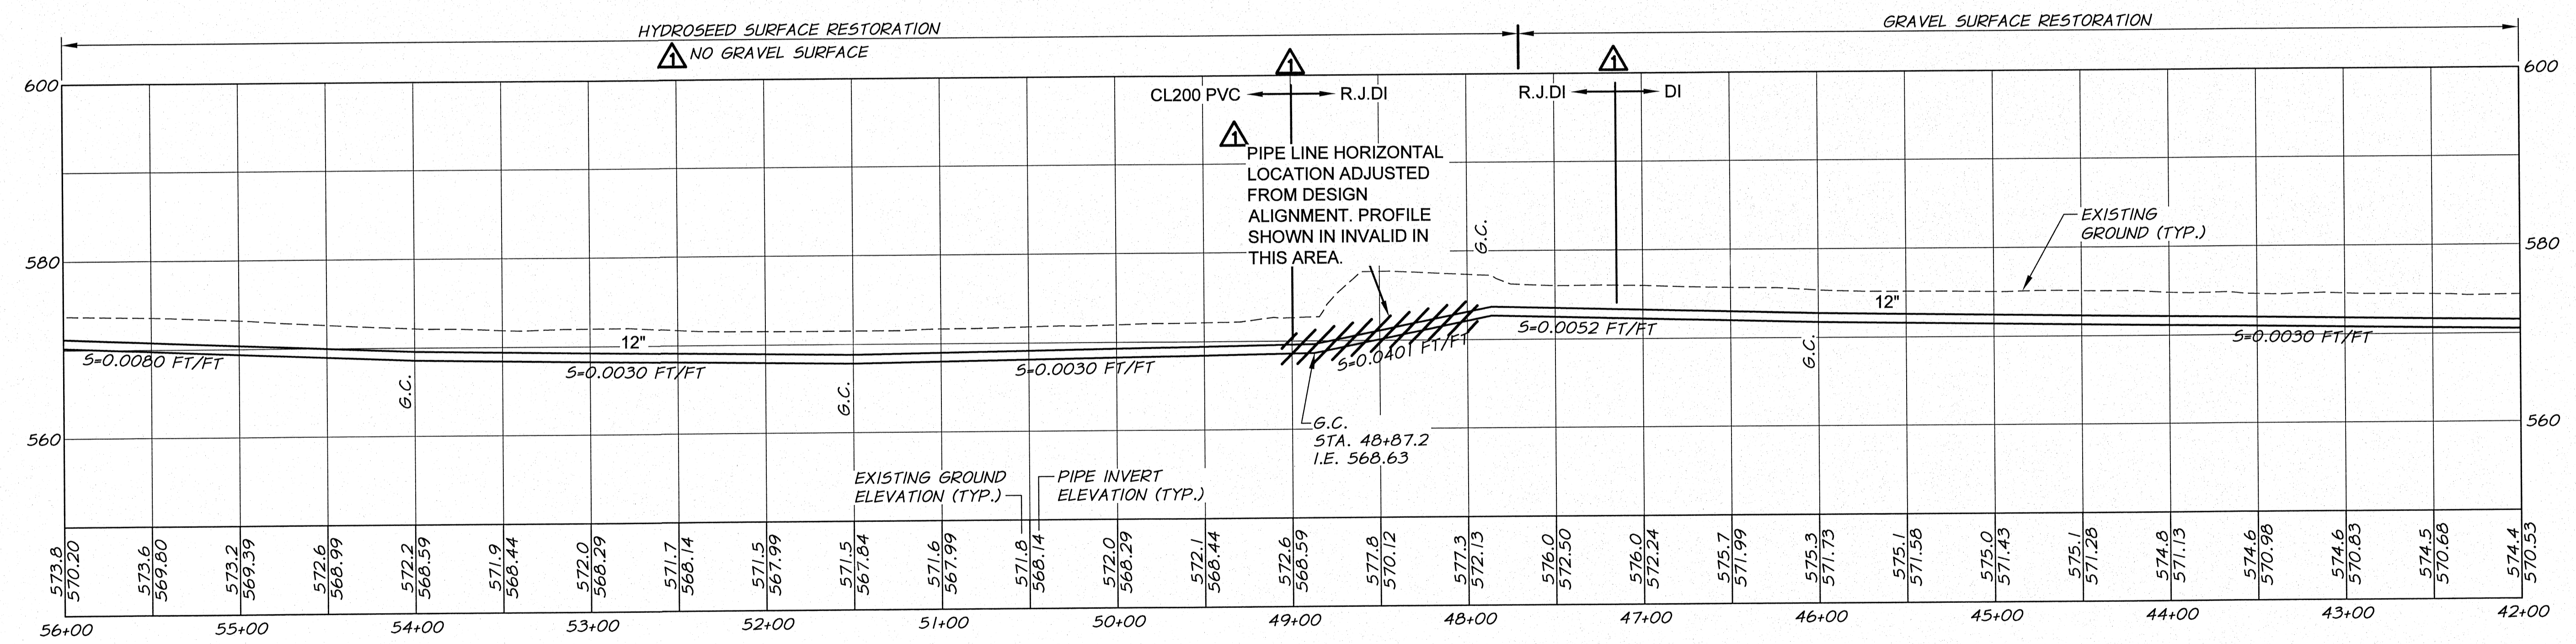 HYDROSEED SURFACE RESTORATION
GRAVEL SURFACE RESTORATION
1 NO GRAVEL SURFACE
1
1
600
600
CL200 PVC
R.J.DI
R.J.DI
DI
1
PIPE LINE HORIZONTAL
LOCATION ADJUSTED
FROM DESIGN
ALIGNMENT. PROFILE
SHOWN IN INVALID IN
THIS AREA.
G.C.
EXISTING
GROUND (TYP.)
580
580
12"
12"
S=0.0080 FT/FT
S=0.0030 FT/FT
S=0.0030 FT/FT
S=0.0401 FT/FT
S=0.0052 FT/FT
S=0.0030 FT/FT
G.C.
G.C.
G.C.
G.C.
STA. 48+87.2
I.E. 568.63
560
560
EXISTING GROUND
ELEVATION (TYP.)
PIPE INVERT
ELEVATION (TYP.)
573.8
570.20
573.6
569.80
573.2
569.39
572.6
568.99
572.2
568.59
571.9
568.44
572.0
568.29
571.7
568.14
571.5
567.99
571.5
567.84
571.6
567.99
571.8
568.14
572.0
568.29
572.1
568.44
572.6
568.59
577.8
570.12
577.3
572.13
576.0
572.50
576.0
572.24
575.7
571.99
575.3
571.73
575.1
571.58
575.0
571.43
575.1
571.28
574.8
571.13
574.6
570.98
574.6
570.83
574.5
570.68
574.4
570.53
56+00
55+00
54+00
53+00
52+00
51+00
50+00
49+00
48+00
47+00
46+00
45+00
44+00
43+00
42+00